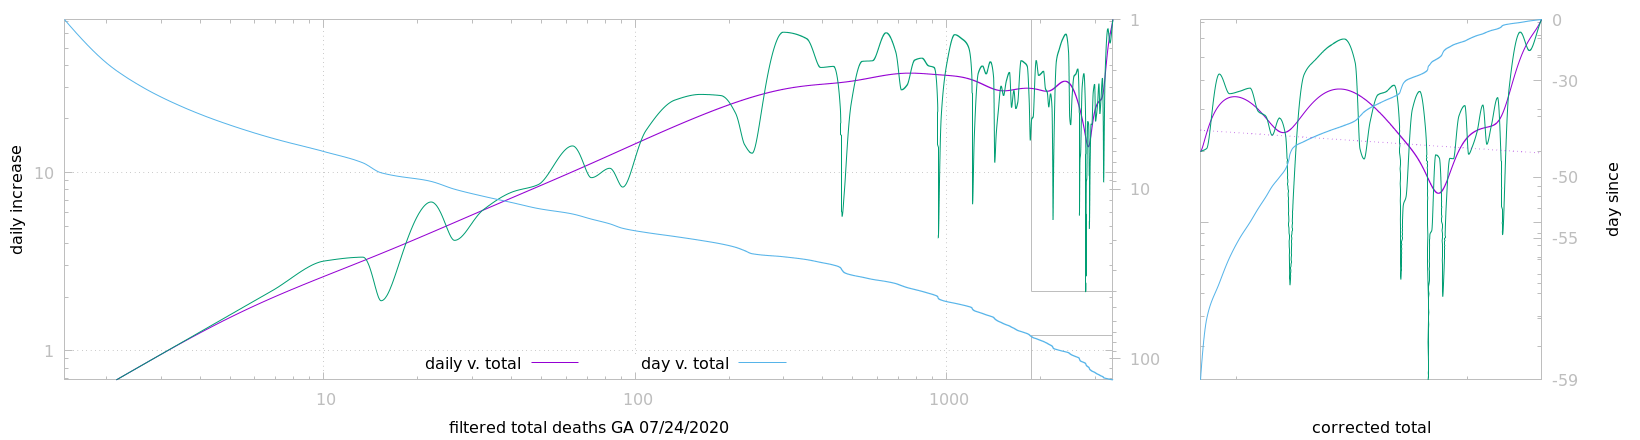 daily increase
10
1
daily v. total
day v. total
10
100
1000
filtered total deaths GA 07/24/2020
1
10
100
0
-30
-50
-55
-59
day since
corrected total